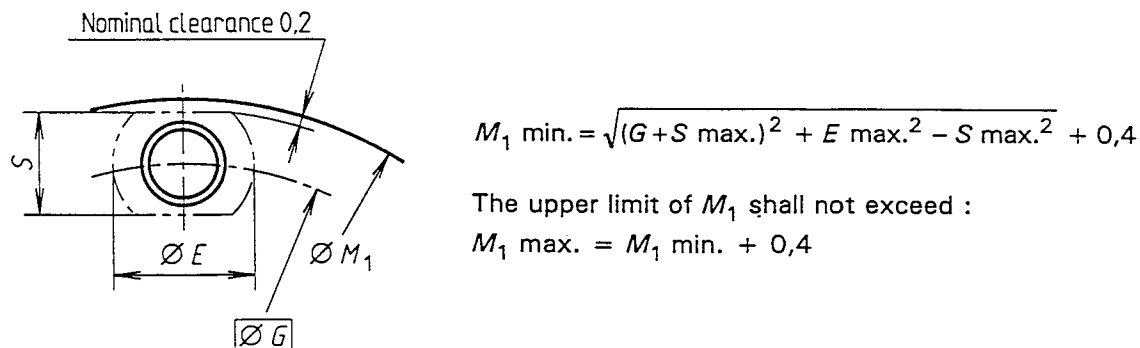 Nominal clearance 0,2
S
Ø E
Ø M₁
Ø G
M₁ min. = √(G+S max.)² + E max.² − S max.² + 0,4
The upper limit of M₁ shall not exceed :
M₁ max. = M₁ min. + 0,4